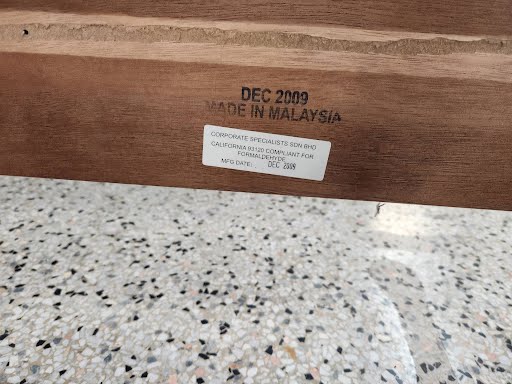 DEC 2009
MADE IN MALAYSIA
CORPORATE SPECIALISTS SDN BHD
CALIFORNIA 93120 COMPLIANT FOR
FORMALDEHYDE
MFG DATE: DEC 2009